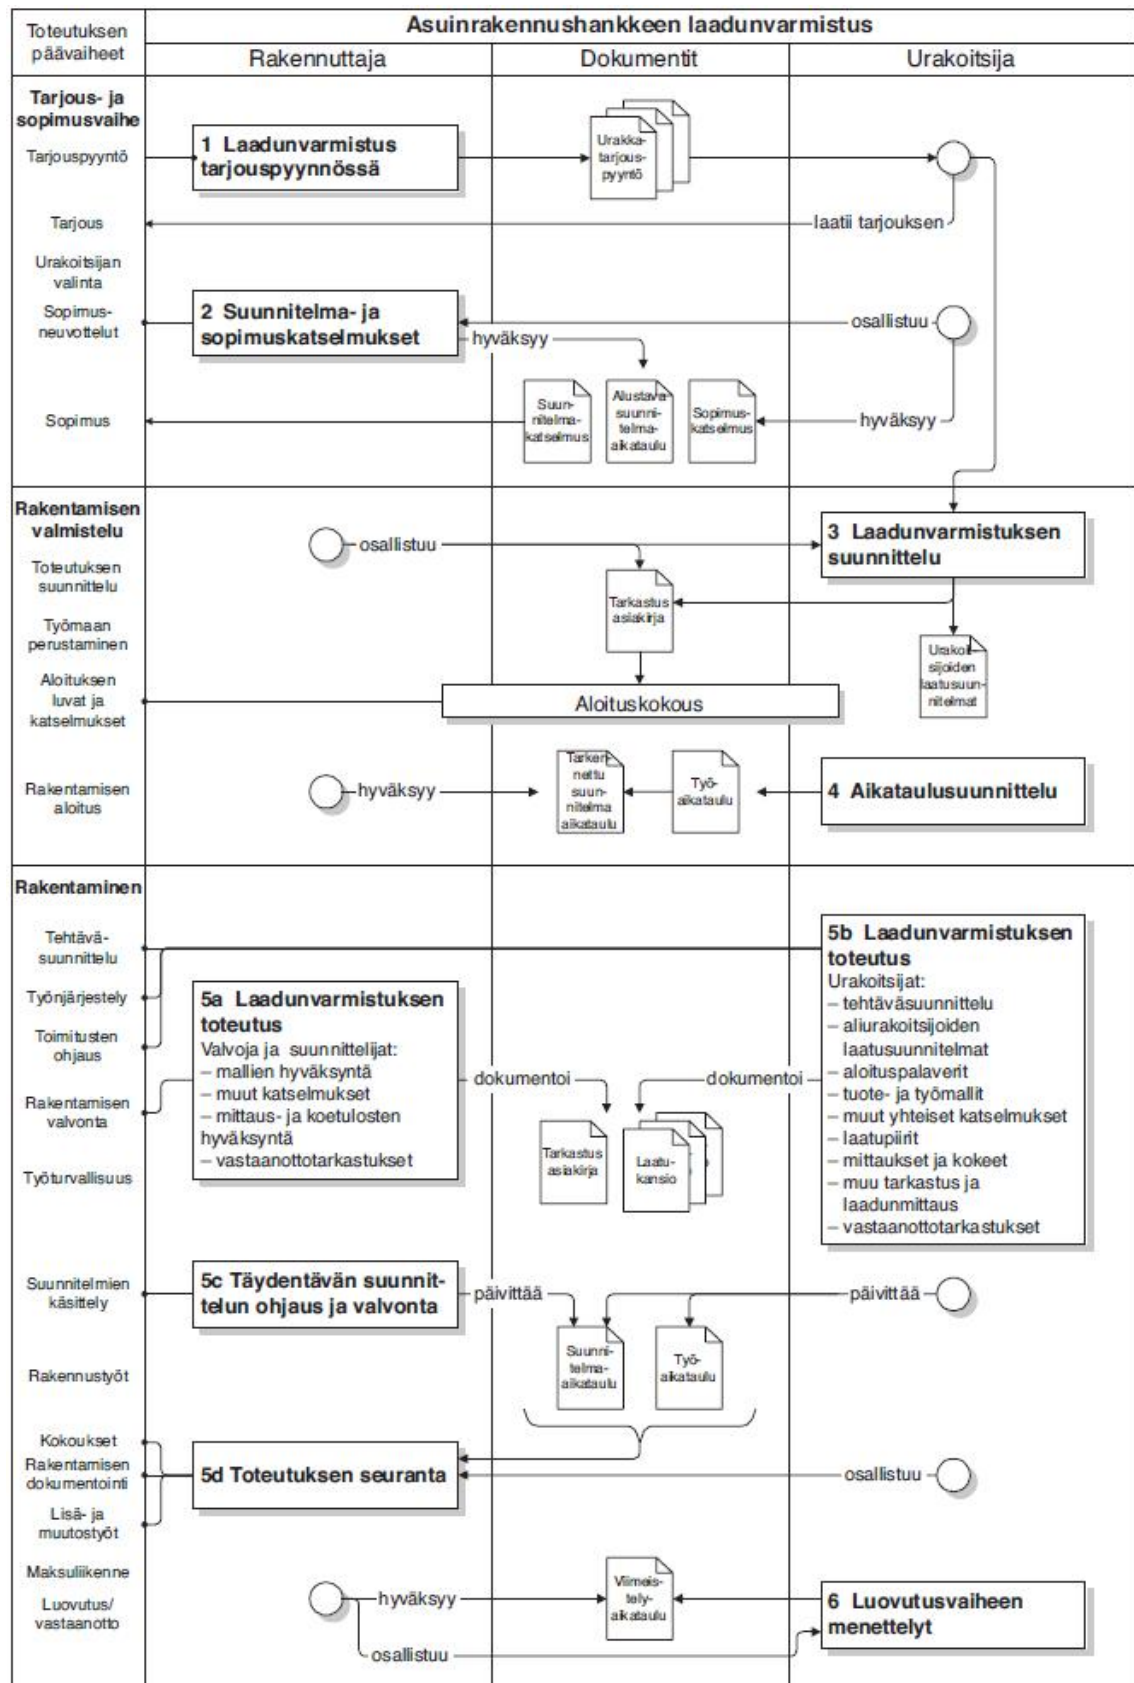 Toteutuksen
päävaiheet
Asuinrakennushankkeen laadunvarmistus
Rakennuttaja
Dokumentit
Urakoitsija
Tarjous- ja
sopimusvaihe
Tarjouspyyntö
1 Laadunvarmistus
tarjouspyynnössä
Urakka-
tarjous-
pyyntö
Tarjous
laatii tarjouksen
Urakoitsijan
valinta
Sopimus-
neuvottelut
2 Suunnitelma- ja
sopimuskatselmukset
hyväksyy
osallistuu
Sopimus
Suun-
nitelma-
katselmus
Alustava
suunni-
telma-
aikataulu
Sopimus-
katselmus
hyväksyy
Rakentamisen
valmistelu
osallistuu
3 Laadunvarmistuksen
suunnittelu
Toteutuksen
suunnittelu
Tarkastus
asiakirja
Työmaan
perustaminen
Urakoi-
sijoiden
laatusuun-
nitelmat
Aloituksen
luvat ja
katselmukset
Aloituskokous
Rakentamisen
aloitus
hyväksyy
Tarken-
nettu
suun-
nitelma
aikataulu
Työ-
aikataulu
4 Aikataulusuunnittelu
Rakentaminen
Tehtävä-
suunnittelu
Työnjärjestely
Toimitusten
ohjaus
Rakentamisen
valvonta
Työturvallisuus
5a Laadunvarmistuksen
toteutus
Valvoja ja suunnittelijat:
– mallien hyväksyntä
– muut katselmukset
– mittaus- ja koetulosten
hyväksyntä
– vastaanottotarkastukset
dokumentoi
dokumentoi
Tarkastus
asiakirja
Laatu-
kansio
5b Laadunvarmistuksen
toteutus
Urakoitsijat:
– tehtäväsuunnittelu
– aliurakoitsijoiden
laatusuunnitelmat
– aloituspalaverit
– tuote- ja työmallit
– muut yhteiset katselmukset
– laatupiirit
– mittaukset ja kokeet
– muu tarkastus ja
laadunmittaus
– vastaanottotarkastukset
Suunnitelmien
käsittely
5c Täydentävän suunnit-
telun ohjaus ja valvonta
päivittää
päivittää
Suunni-
telma-
aikataulu
Työ-
aikataulu
Rakennustyöt
Kokoukset
Rakentamisen
dokumentointi
Lisä- ja
muutostyöt
5d Toteutuksen seuranta
osallistuu
Maksuliikenne
Luovutus/
vastaanotto
hyväksyy
osallistuu
Viimeis-
tely-
aikataulu
6 Luovutusvaiheen
menettelyt